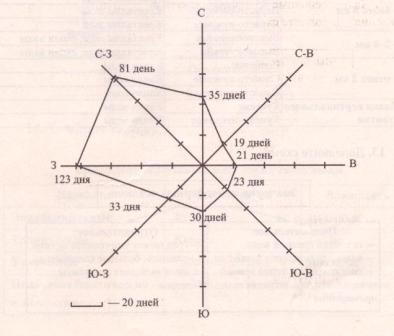 С
С-З
С-В
81 день
35 дней
19 дней
21 день
З
В
123 дня
23 дня
33 дня
30 дней
Ю-З
Ю-В
— 20 дней
Ю